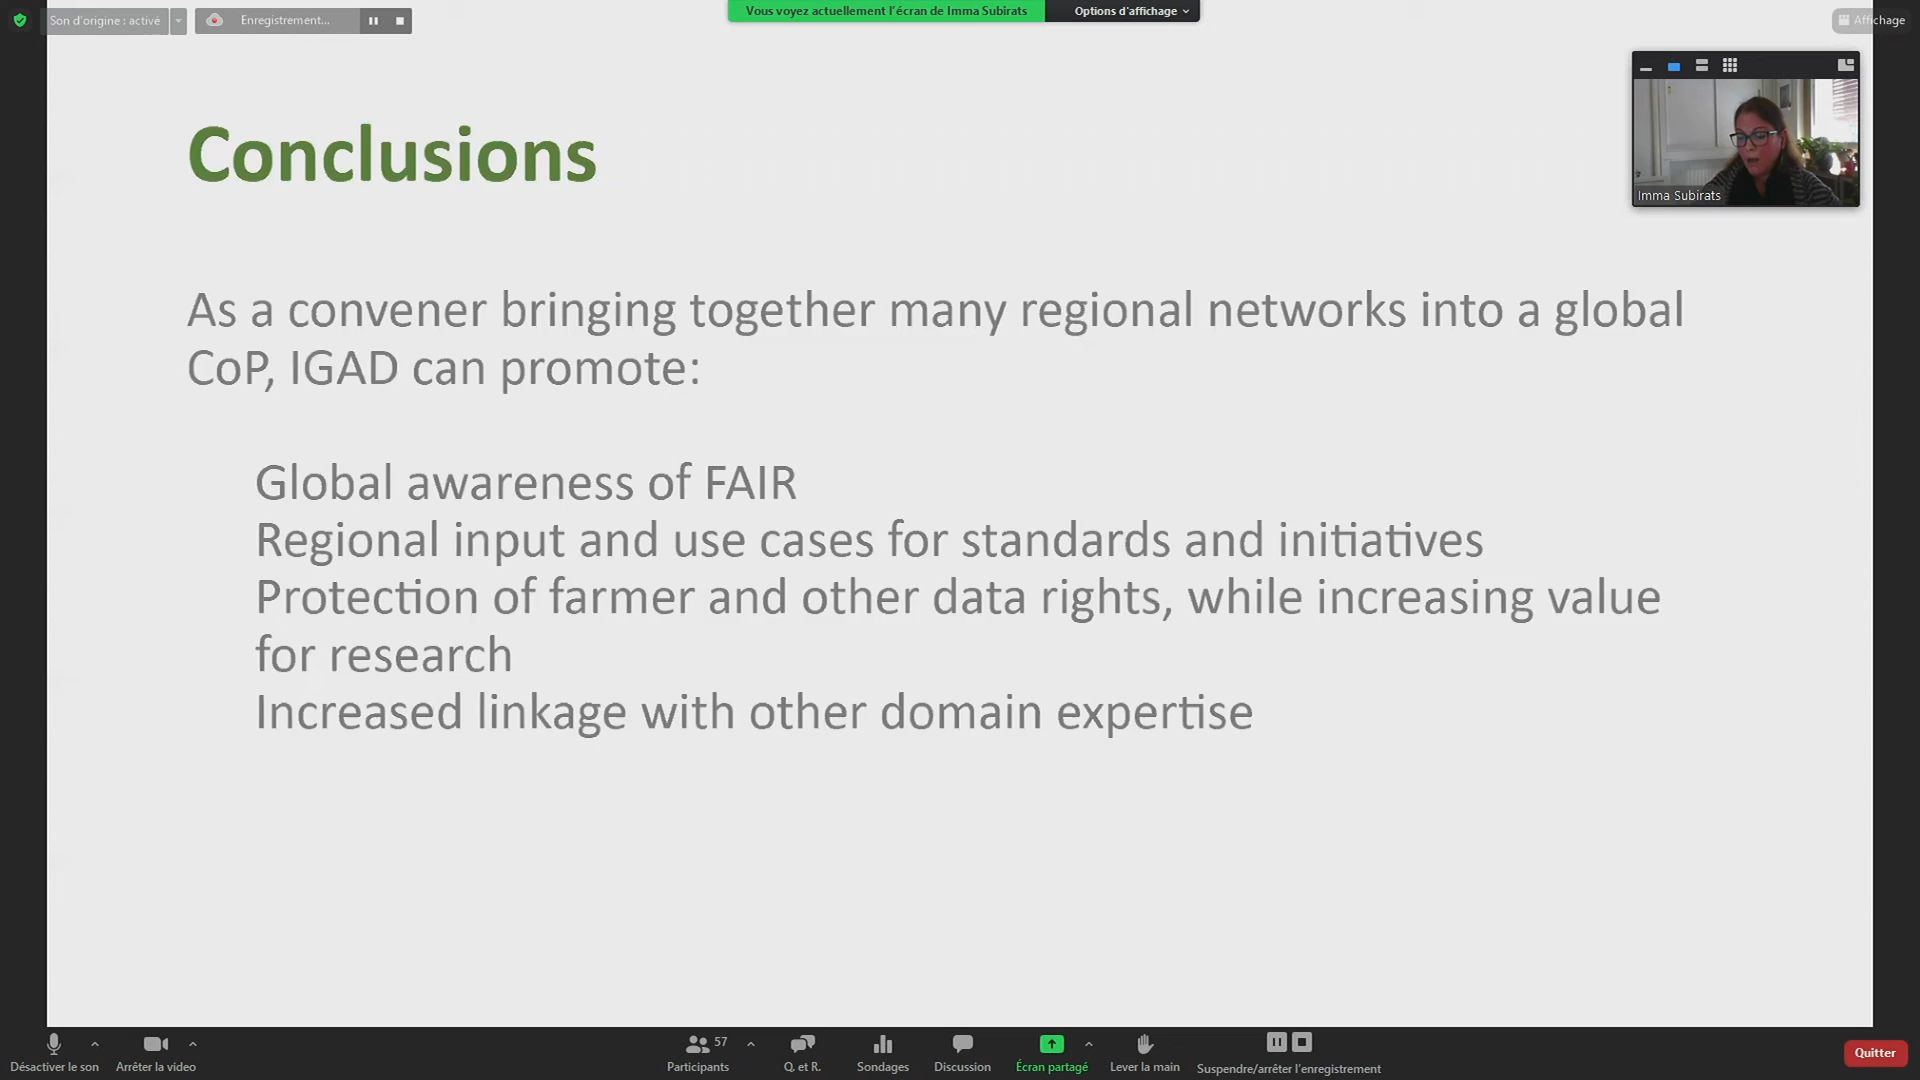 Son d'origine : activé
Enregistrement...
Vous voyez actuellement l'écran de Imma Subirats
Options d'affichage
Affichage
Imma Subirats
Conclusions
As a convener bringing together many regional networks into a global
CoP, IGAD can promote:
Global awareness of FAIR
Regional input and use cases for standards and initiatives
Protection of farmer and other data rights, while increasing value
for research
Increased linkage with other domain expertise
Désactiver le son
Arrêter la video
57
Participants
Q. et R.
Sondages
Discussion
Écran partagé
Lever la main
Suspendre/arrêter l'enregistrement
Quitter